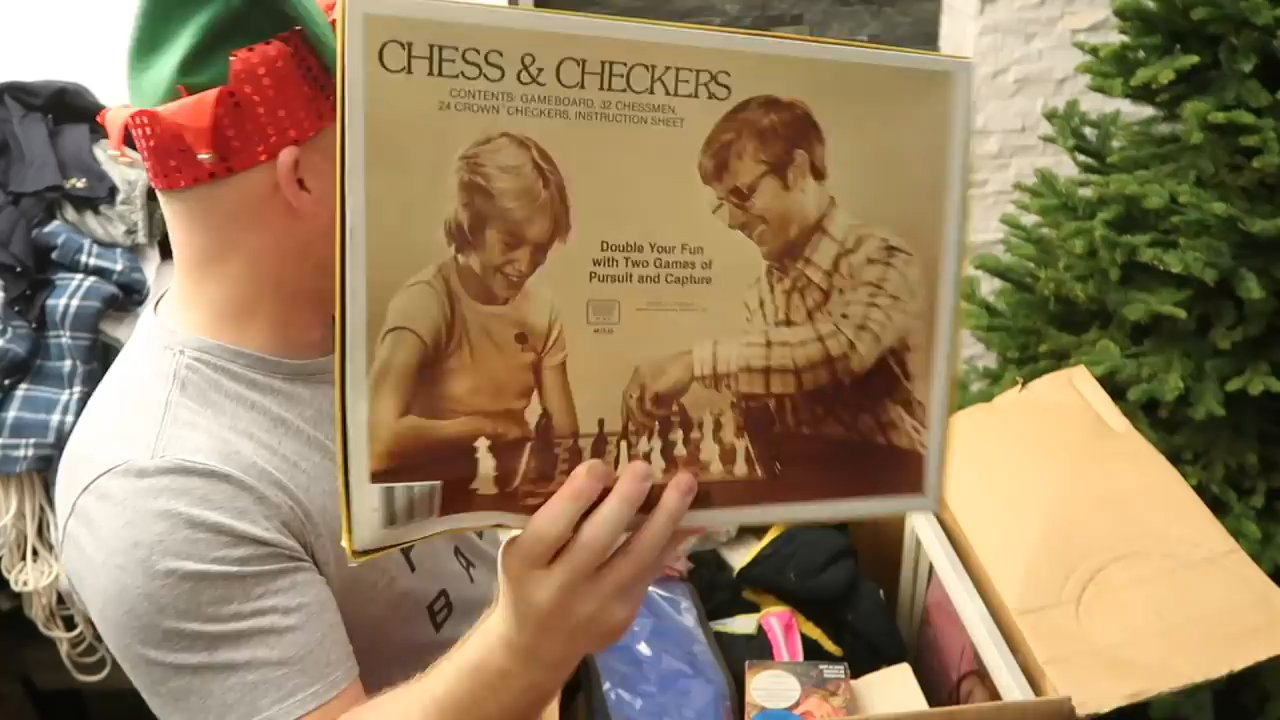 CHESS & CHECKERS
CONTENTS: GAMEBOARD, 32 CHESSMEN,
24 CROWN CHECKERS, INSTRUCTION SHEET
Double Your Fun
with Two Games of
Pursuit and Capture